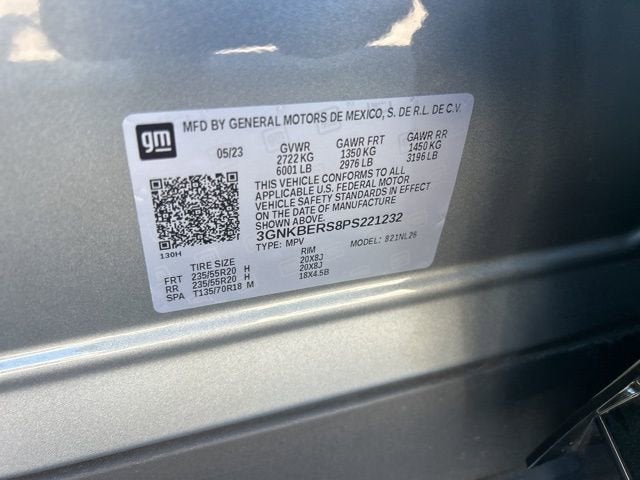 gm
MFD BY GENERAL MOTORS DE MEXICO, S. DE R.L. DE C.V.
05/23 GVWR GAWR FRT GAWR RR
2722 KG 1350 KG 1450 KG
6001 LB 2976 LB 3196 LB
THIS VEHICLE CONFORMS TO ALL
APPLICABLE U.S. FEDERAL MOTOR
VEHICLE SAFETY STANDARDS IN EFFECT
ON THE DATE OF MANUFACTURE
SHOWN ABOVE.
3GNKBERS8PS221232
130H TYPE: MPV MODEL: 821NL26
TIRE SIZE RIM
FRT 235/55R20 H 20X8J
RR 235/55R20 H 20X8J
SPA T135/70R18 M 18X4.5B